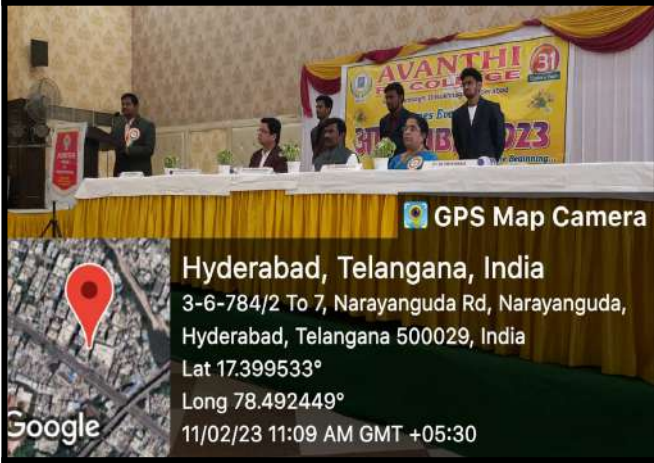 AVANTHI
COLLEGE
31
2023
Beginning...
AVANTHI
GPS Map Camera
Hyderabad, Telangana, India
3-6-784/2 To 7, Narayanguda Rd, Narayanguda,
Hyderabad, Telangana 500029, India
Lat 17.399533°
Long 78.492449°
11/02/23 11:09 AM GMT +05:30
Google